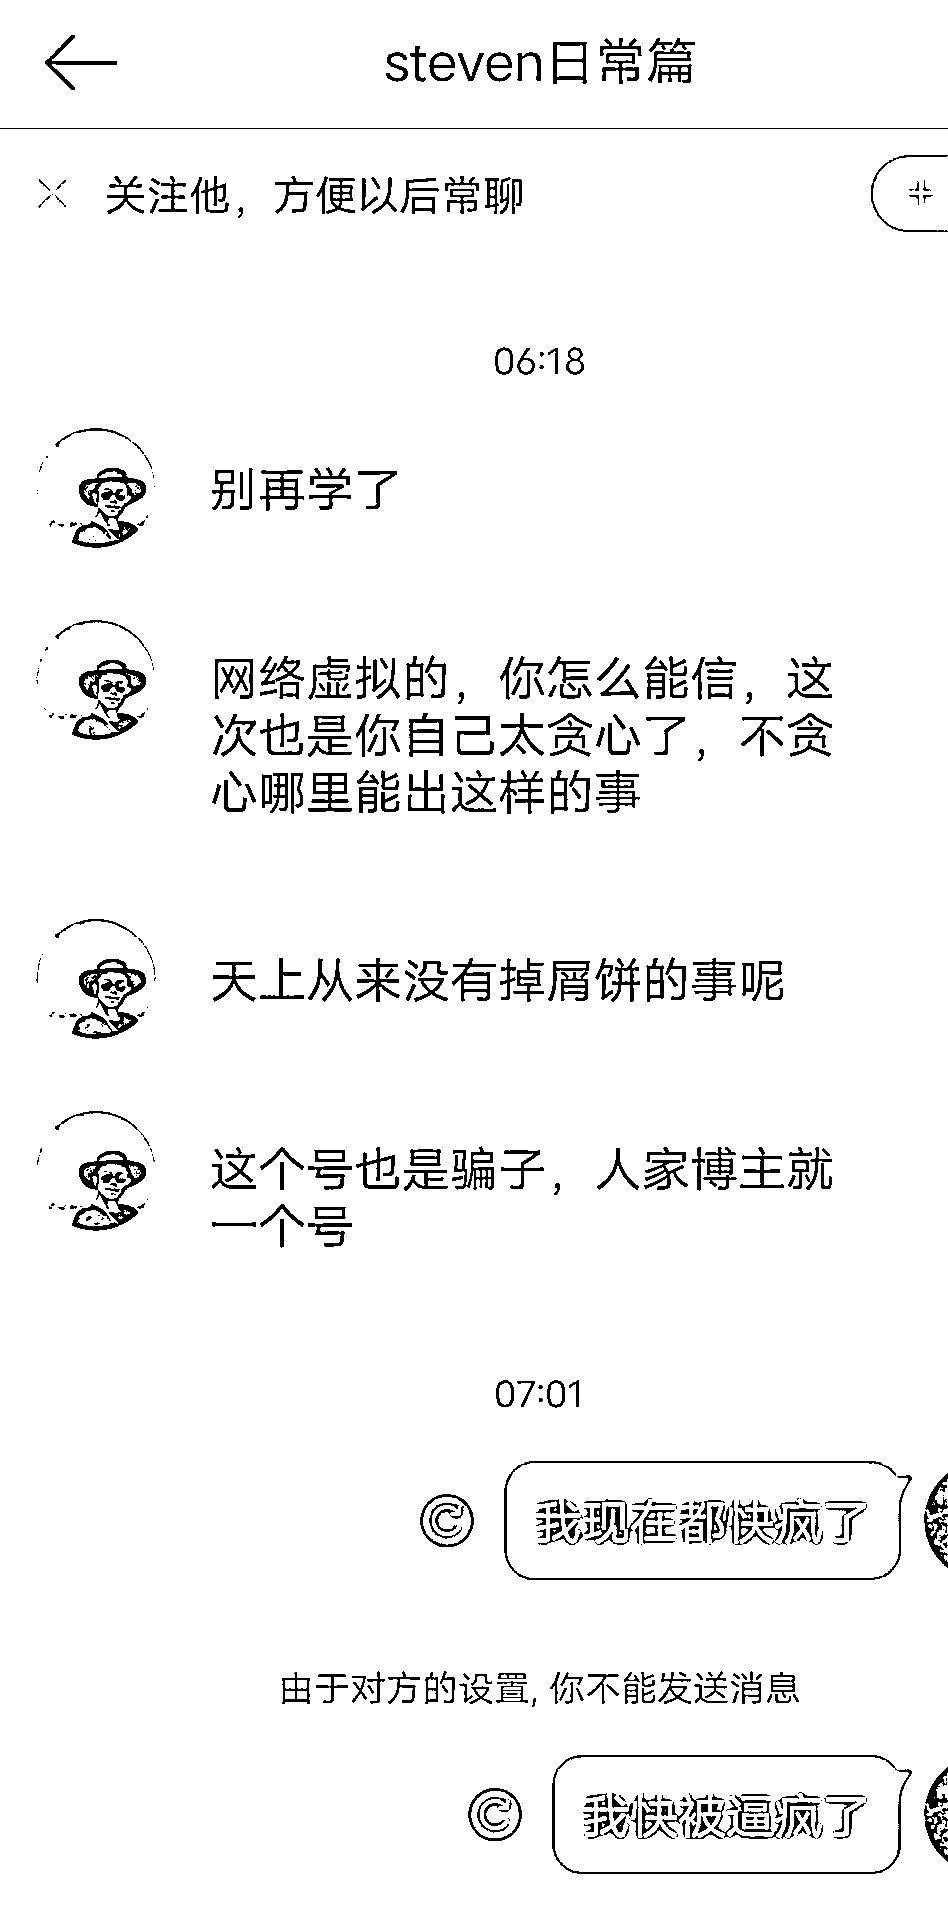 steven日常篇
关注他，方便以后常聊
06:18
别再学了
网络虚拟的，你怎么能信，这
次也是你自己太贪心了，不贪
心哪里能出这样的事
天上从来没有掉屑饼的事呢
这个号也是骗子，人家博主就
一个号
07:01
我现在都快疯了
由于对方的设置, 你不能发送消息
我快被逼疯了